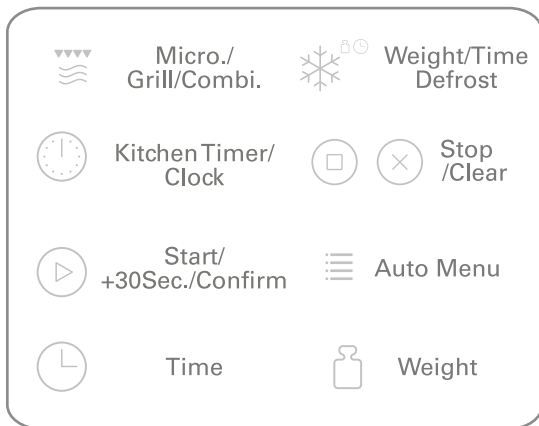 Micro./
Grill/Combi.
Weight/Time
Defrost
Kitchen Timer/
Clock
Stop
/Clear
Start/
+30Sec./Confirm
Auto Menu
Time
Weight